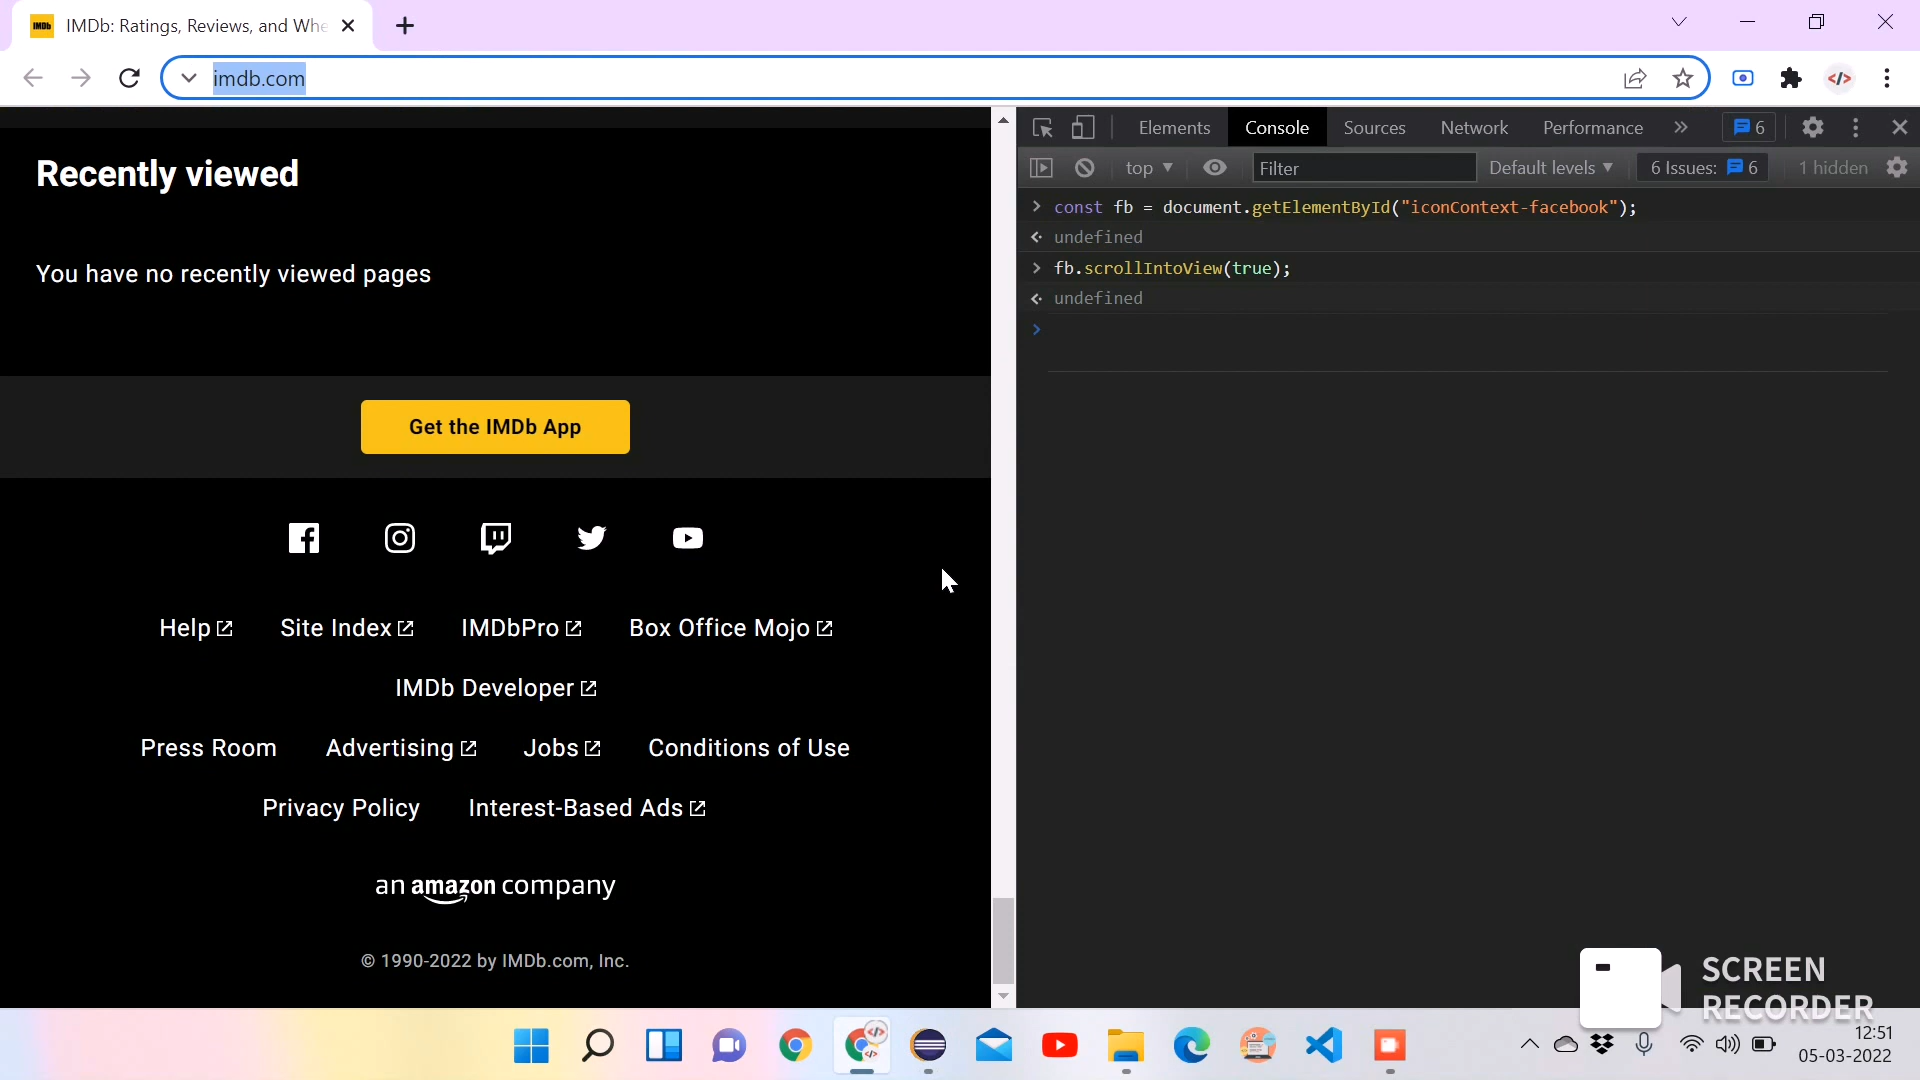 IMDb
IMDb: Ratings, Reviews, and Whe
imdb.com
Recently viewed
You have no recently viewed pages
Get the IMDb App
Help
Site Index
IMDbPro
Box Office Mojo
IMDb Developer
Press Room
Advertising
Jobs
Conditions of Use
Privacy Policy
Interest-Based Ads
an amazon company
© 1990-2022 by IMDb.com, Inc.
Elements
Console
Sources
Network
Performance
6
top
Filter
Default levels
6 Issues:
6
1 hidden
const fb = document.getElementById("iconContext-facebook");
undefined
fb.scrollIntoView(true);
undefined
SCREEN
RECORDER
12:51
05-03-2022